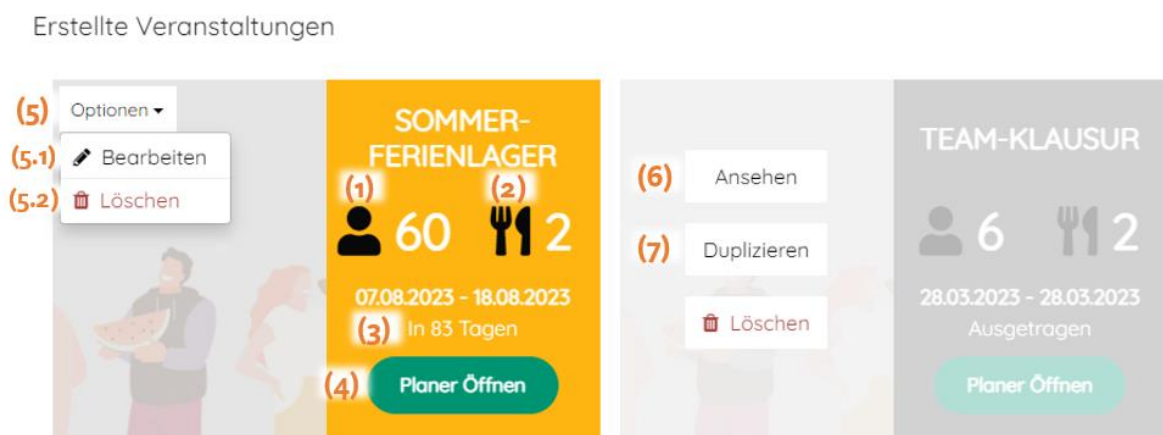 Erstellte Veranstaltungen
(5) Optionen
(5.1) Bearbeiten
(5.2) Löschen
SOMMER-
FERIENLAGER
(1) (2)
60 2
07.08.2023 - 18.08.2023
(3) In 83 Tagen
(4) Planer Öffnen
(6) Ansehen
(7) Duplizieren
Löschen
TEAM-KLAUSUR
6 2
28.03.2023 - 28.03.2023
Ausgetragen
Planer Öffnen